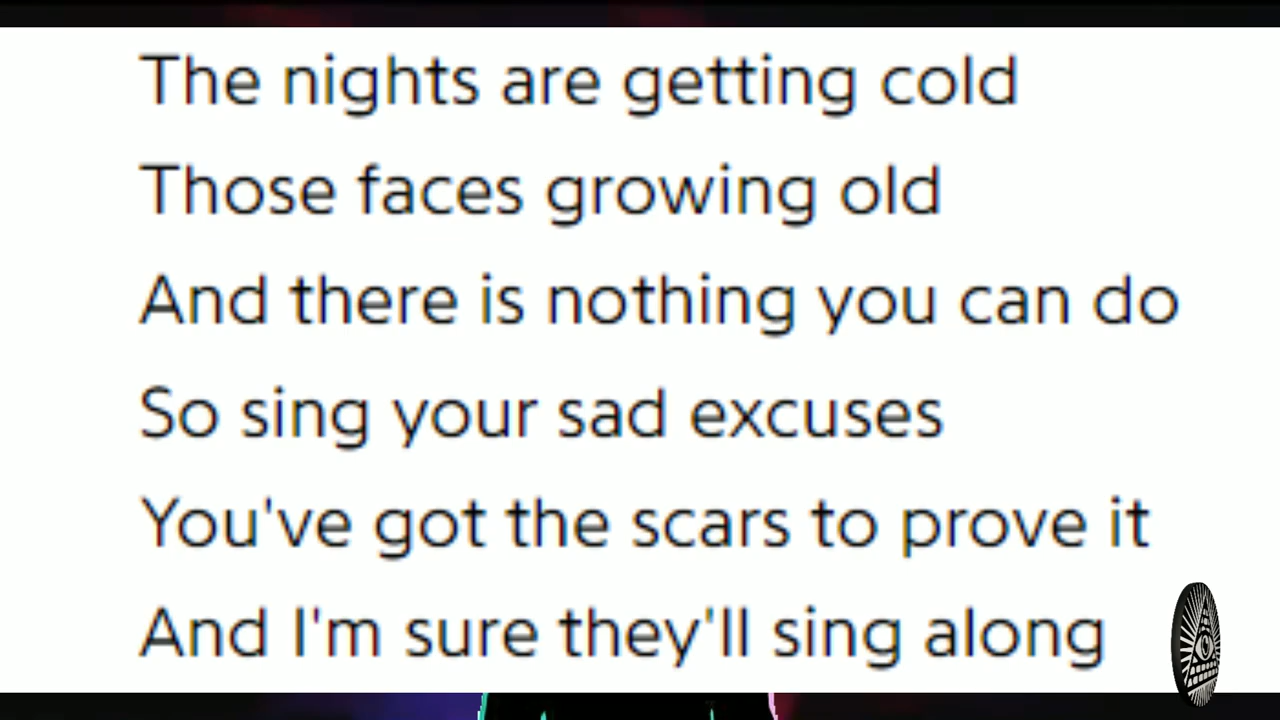 The nights are getting cold
Those faces growing old
And there is nothing you can do
So sing your sad excuses
You've got the scars to prove it
And I'm sure they'll sing along